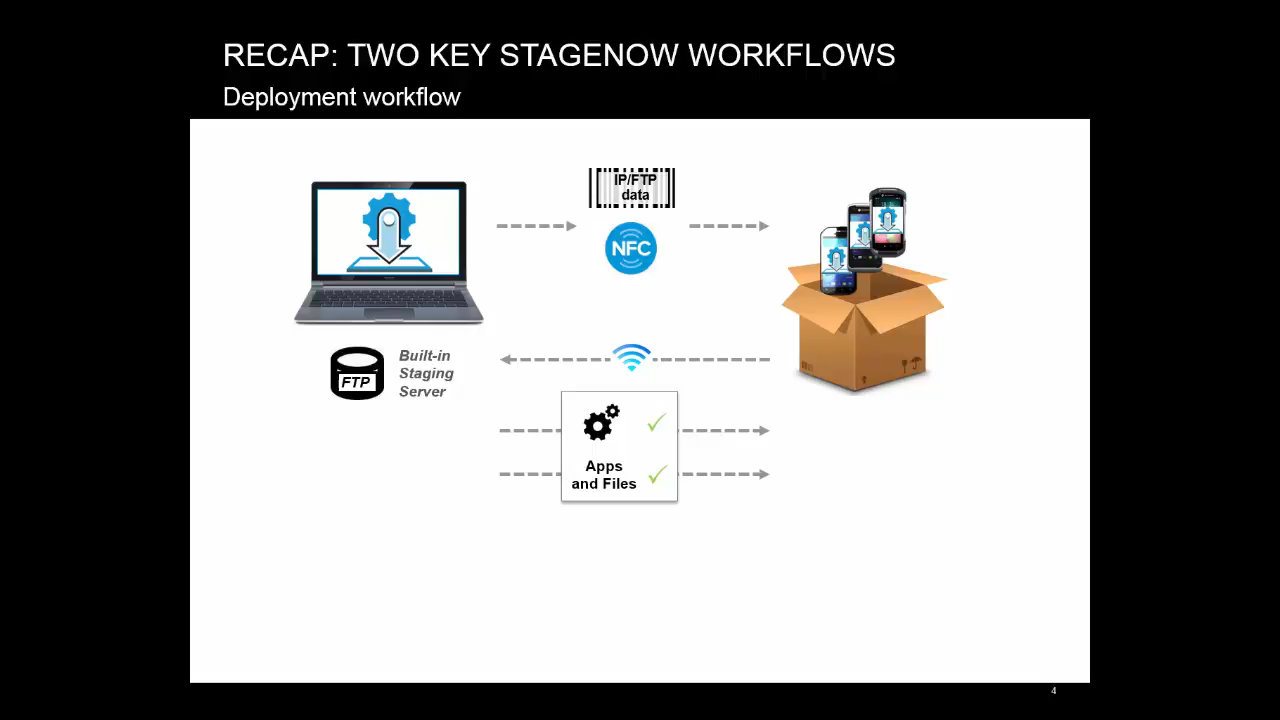 RECAP: TWO KEY STAGENOW WORKFLOWS
Deployment workflow
IP/FTP
data
NFC
FTP
Built-in
Staging
Server
Apps
and Files
4